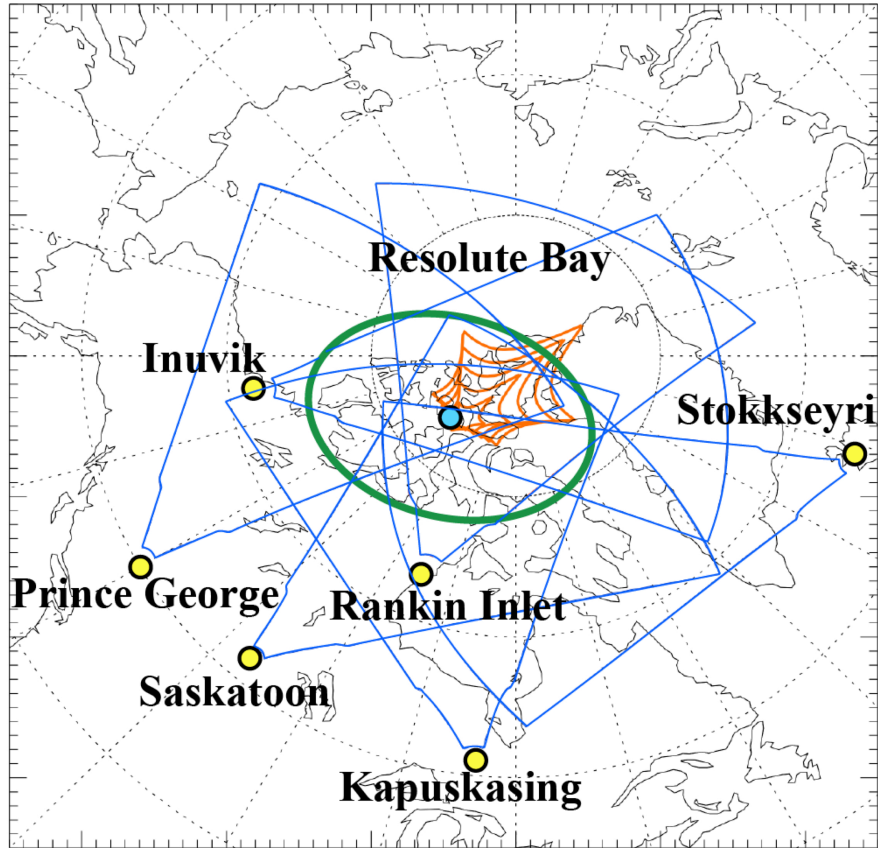 Resolute Bay
Inuvik
Stokkseyri
Prince George
Rankin Inlet
Saskatoon
Kapuskasing